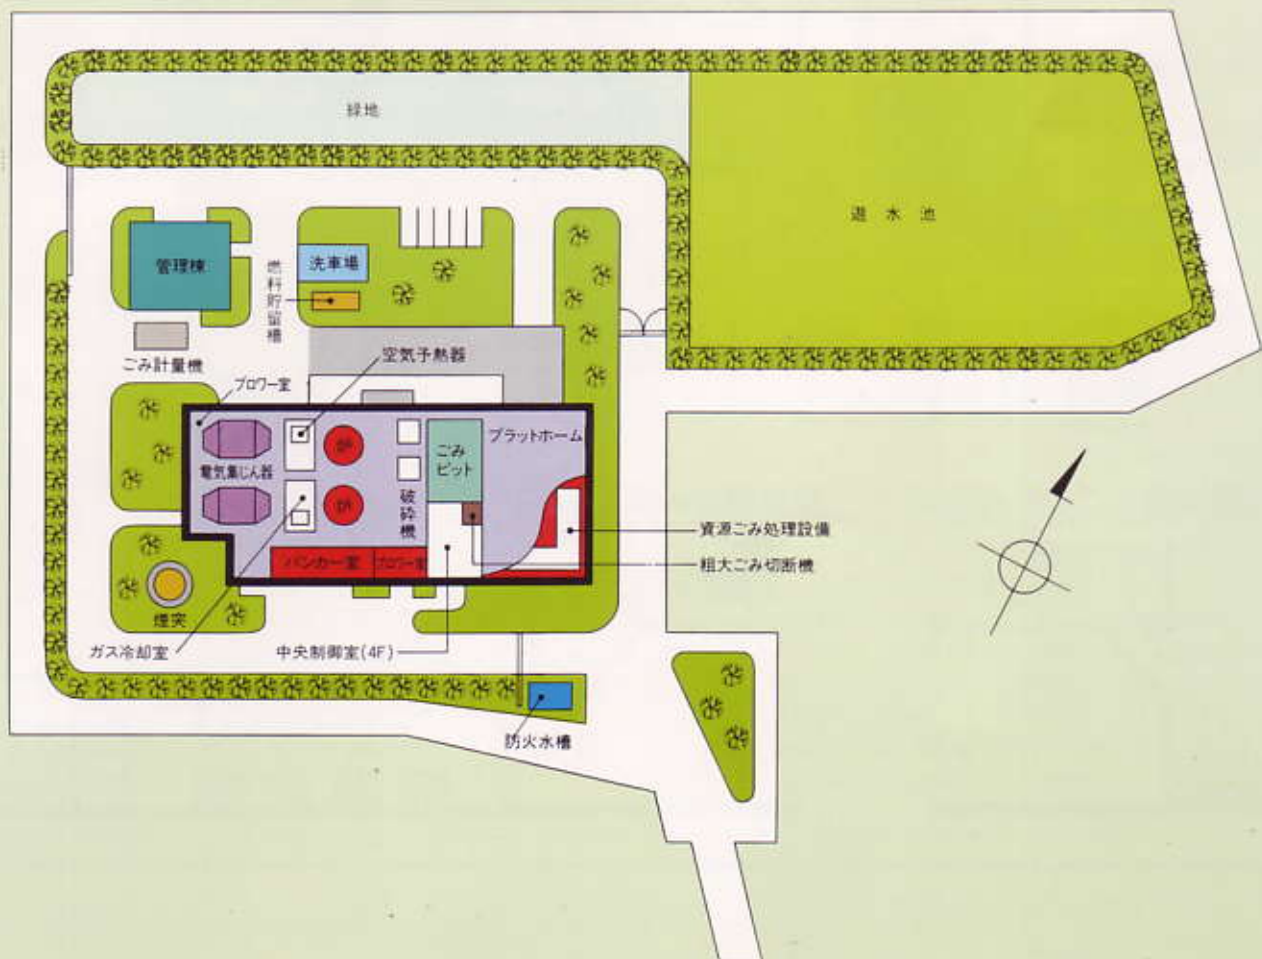 緑地
遊水池
管理棟
洗車場
燃料貯留槽
ごみ計量機
空気予熱器
ブロワー室
炉
ごみピット
プラットホーム
電気集じん器
破砕機
炉
資源ごみ処理設備
粗大ごみ切断機
バンカー室
ブロワー室
煙突
ガス冷却室
中央制御室(4F)
防火水槽